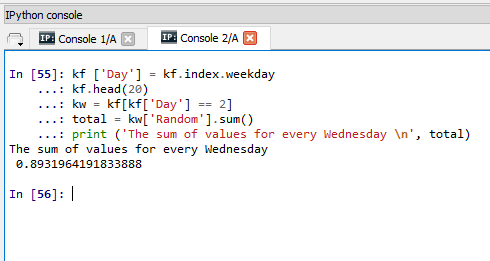 IPython console
IP: Console 1/A
IP: Console 2/A
In [55]: kf ['Day'] = kf.index.weekday
...: kf.head(20)
...: kw = kf[kf['Day'] == 2]
...: total = kw['Random'].sum()
...: print ('The sum of values for every Wednesday \n', total)
The sum of values for every Wednesday
0.8931964191833888
In [56]: